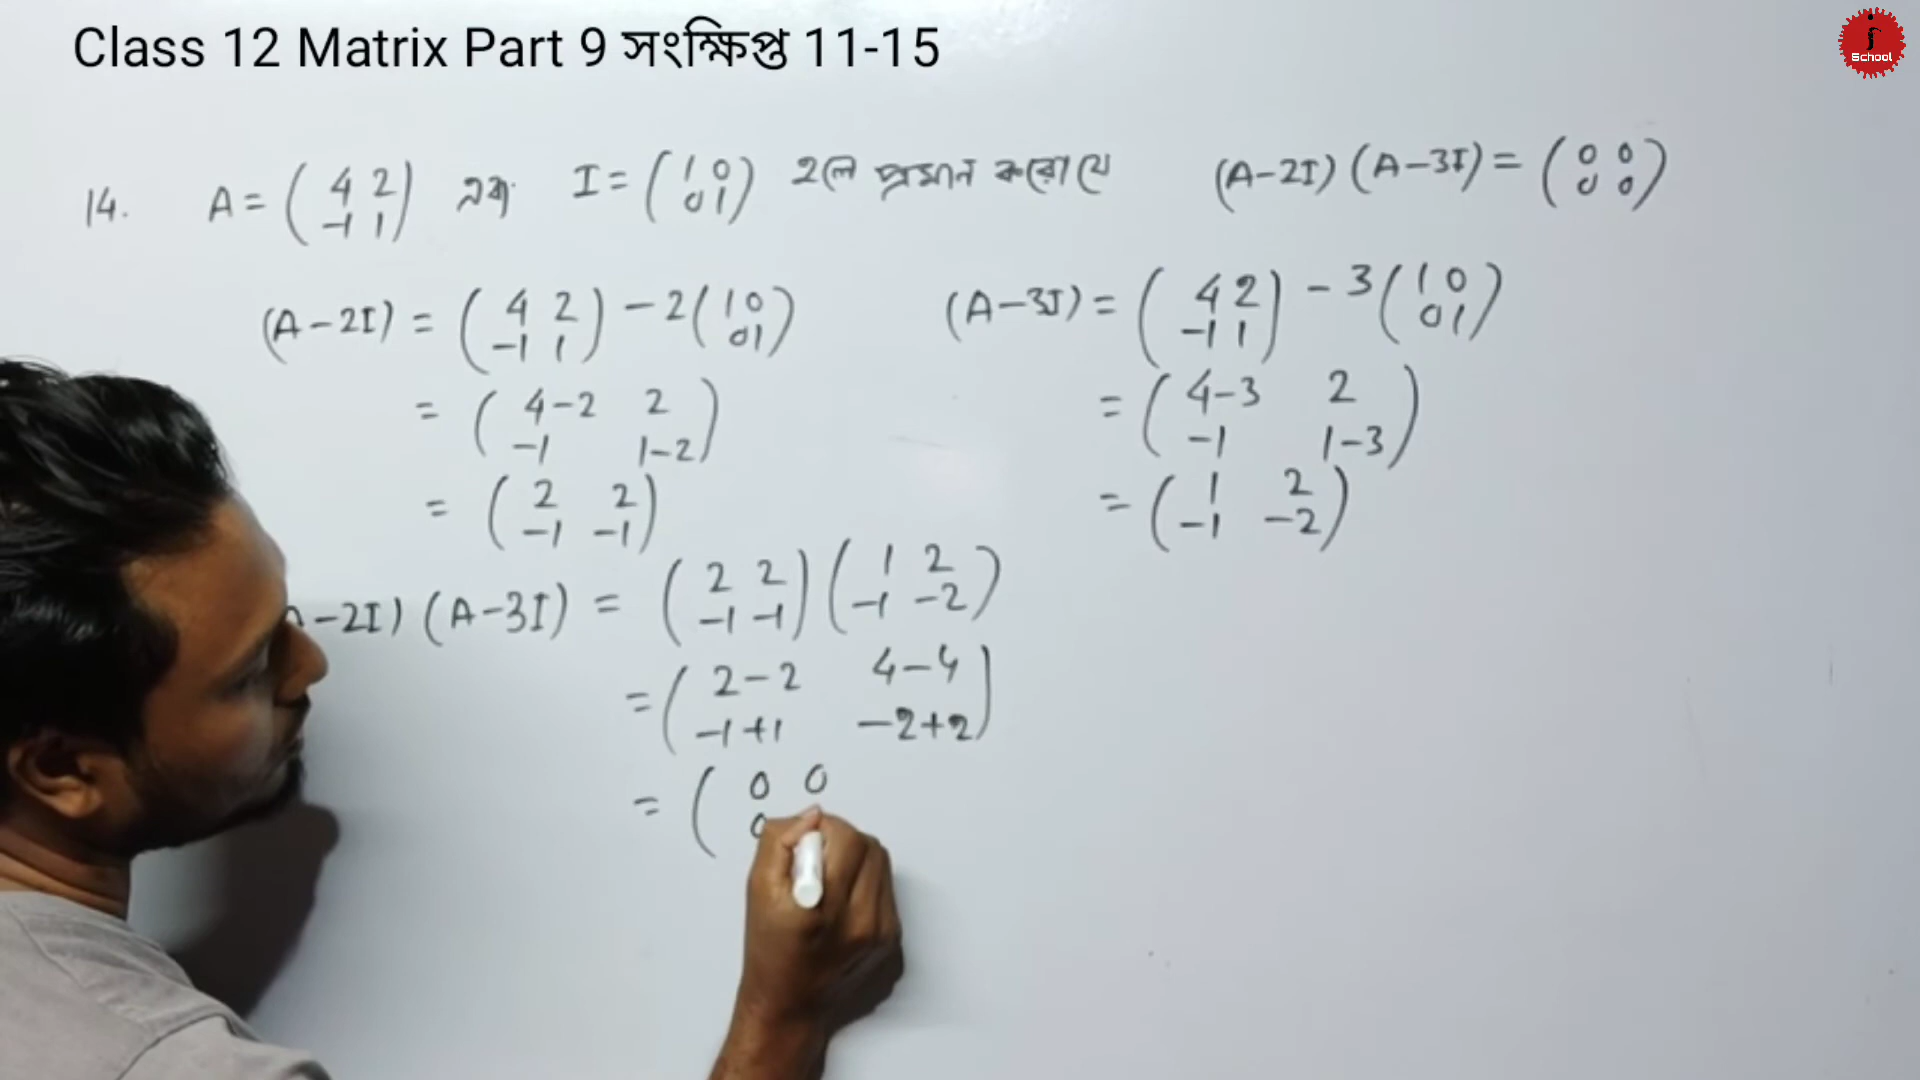 Class 12 Matrix Part 9 সংক্ষিপ্ত 11-15
School
14. A = ( 4 2 -1 1 ) এবং I = ( 1 0 0 1 ) হলে প্রমান করো যে (A-2I) (A-3I) = ( 0 0 0 0 )
(A-2I) = ( 4 2 -1 1 ) - 2 ( 1 0 0 1 )
= ( 4-2 2 -1 1-2 )
= ( 2 2 -1 -1 )
(A-3I) = ( 4 2 -1 1 ) - 3 ( 1 0 0 1 )
= ( 4-3 2 -1 1-3 )
= ( 1 2 -1 -2 )
-2I) (A-3I) = ( 2 2 -1 -1 ) ( 1 2 -1 -2 )
= ( 2-2 4-4 -1+1 -2+2 )
= ( 0 0 0